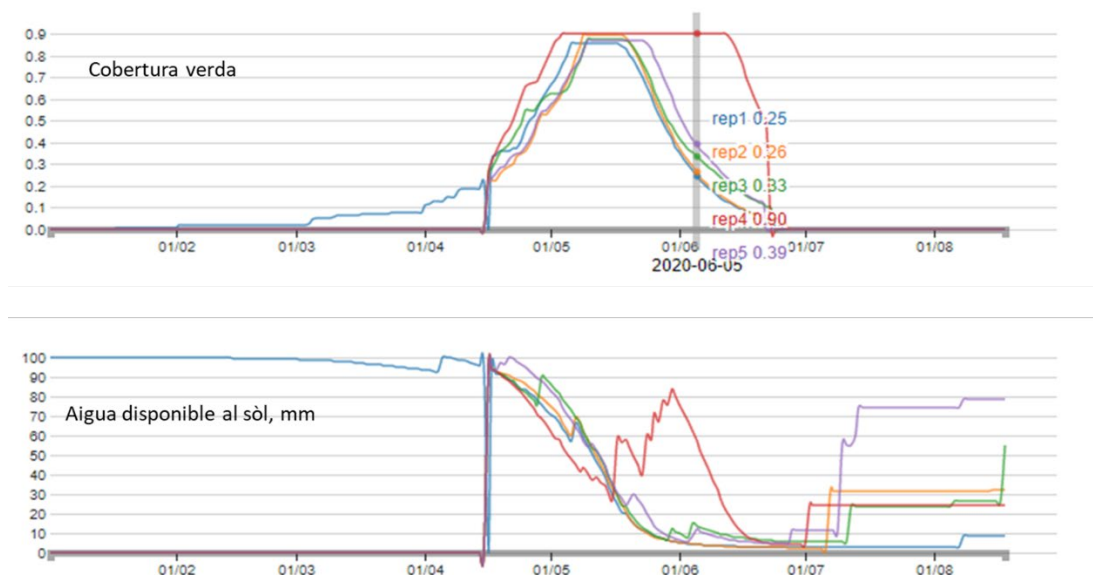 0.9
0.8
Cobertura verda
0.7
0.6
0.5
rep1 0.25
0.4
rep2 0.26
0.3
rep3 0.33
0.2
0.1
rep4 0.90
0.0
01/02 01/03 01/04 01/05 01/06 rep5 0.39 01/07 01/08
2020-06-05
100
90
80
70
Aigua disponible al sòl, mm
60
50
40
30
20
10
0
01/02 01/03 01/04 01/05 01/06 01/07 01/08